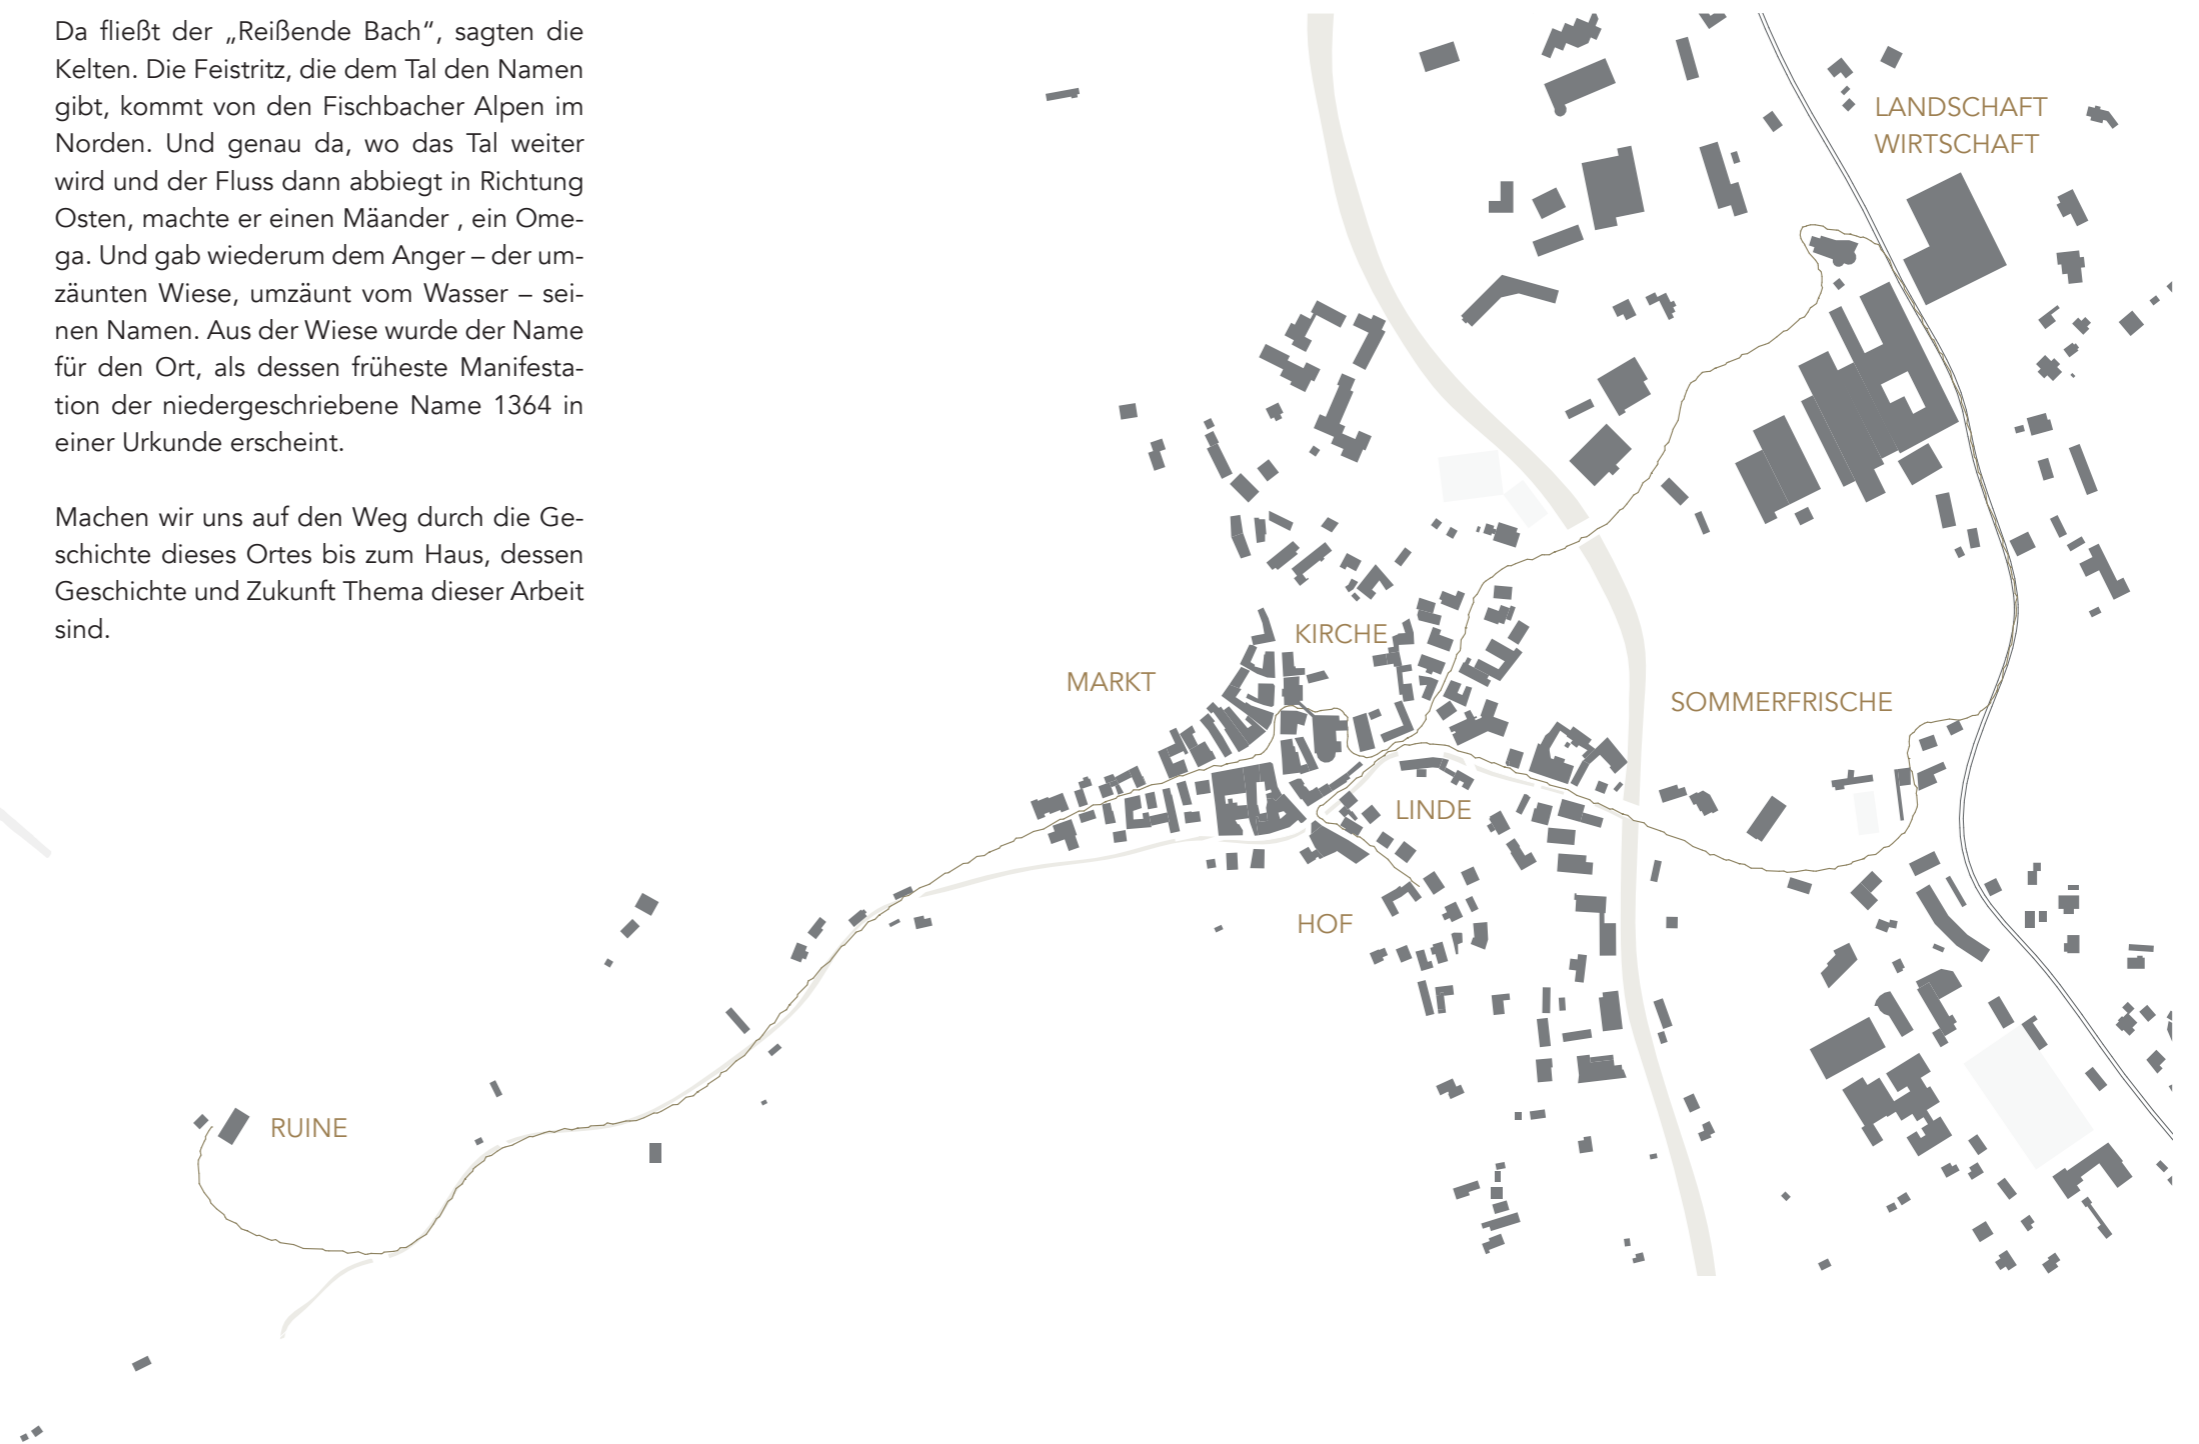 Da fließt der „Reißende Bach“, sagten die
Kelten. Die Feistritz, die dem Tal den Namen
gibt, kommt von den Fischbacher Alpen im
Norden. Und genau da, wo das Tal weiter
wird und der Fluss dann abbiegt in Richtung
Osten, machte er einen Mäander , ein Ome-
ga. Und gab wiederum dem Anger – der um-
zäunten Wiese, umzäunt vom Wasser – sei-
nen Namen. Aus der Wiese wurde der Name
für den Ort, als dessen früheste Manifesta-
tion der niedergeschriebene Name 1364 in
einer Urkunde erscheint.
Machen wir uns auf den Weg durch die Ge-
schichte dieses Ortes bis zum Haus, dessen
Geschichte und Zukunft Thema dieser Arbeit
sind.
LANDSCHAFT
WIRTSCHAFT
KIRCHE
MARKT
SOMMERFRISCHE
LINDE
HOF
RUINE